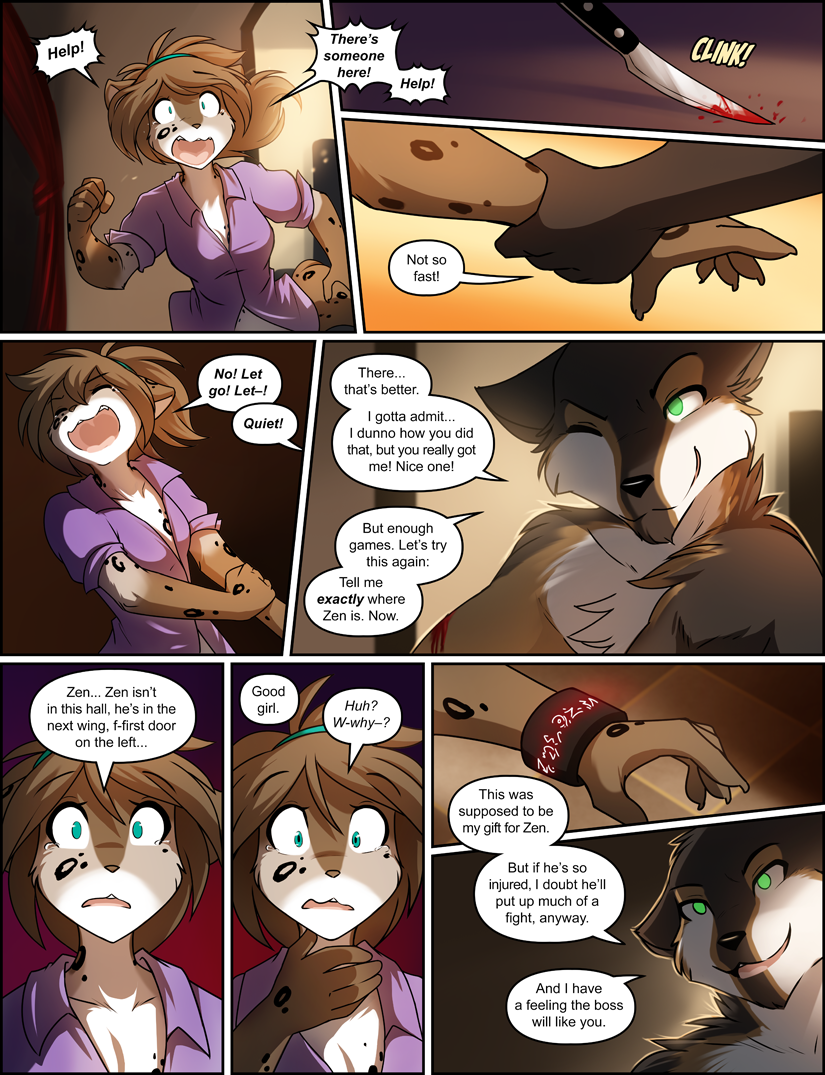 Help!
There's
someone
here!
Help!
CLINK!
Not so
fast!
No! Let
go! Let–!
Quiet!
There...
that's better.
I gotta admit...
I dunno how you did
that, but you really got
me! Nice one!
But enough
games. Let's try
this again:
Tell me
exactly where
Zen is. Now.
Zen... Zen isn't
in this hall, he's in the
next wing, f-first door
on the left...
Good
girl.
Huh?
W-why–?
This was
supposed to be
my gift for Zen.
But if he's so
injured, I doubt he'll
put up much of a
fight, anyway.
And I have
a feeling the boss
will like you.